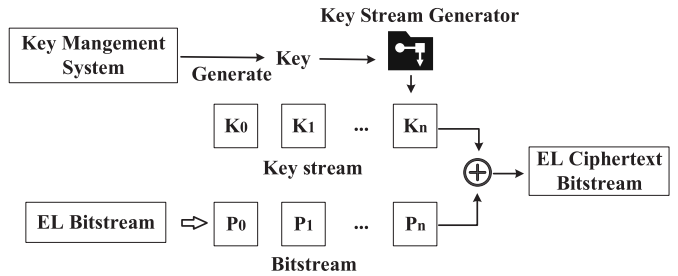 Key Stream Generator
Key Mangement
System
Generate
Key
K0 K1 ... Kn
Key stream
EL Ciphertext
Bitstream
EL Bitstream
P0 P1 ... Pn
Bitstream